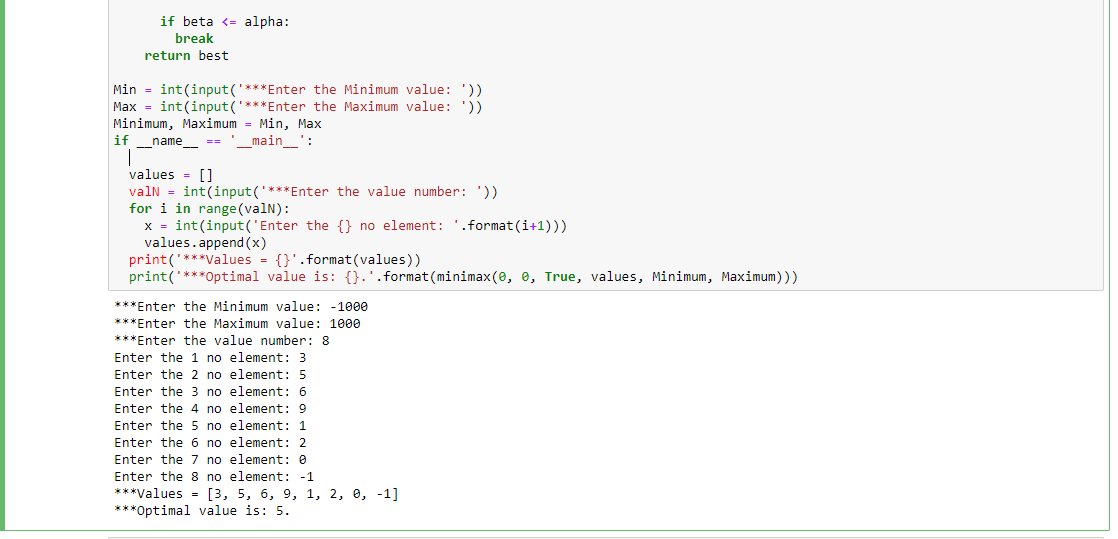 if beta <= alpha:
break
return best
Min = int(input('***Enter the Minimum value: '))
Max = int(input('***Enter the Maximum value: '))
Minimum, Maximum = Min, Max
if __name__ == '__main__':
values = []
valN = int(input('***Enter the value number: '))
for i in range(valN):
x = int(input('Enter the {} no element: '.format(i+1)))
values.append(x)
print('***Values = {}'.format(values))
print('***Optimal value is: {}.'.format(minimax(0, 0, True, values, Minimum, Maximum)))
***Enter the Minimum value: -1000
***Enter the Maximum value: 1000
***Enter the value number: 8
Enter the 1 no element: 3
Enter the 2 no element: 5
Enter the 3 no element: 6
Enter the 4 no element: 9
Enter the 5 no element: 1
Enter the 6 no element: 2
Enter the 7 no element: 0
Enter the 8 no element: -1
***Values = [3, 5, 6, 9, 1, 2, 0, -1]
***Optimal value is: 5.